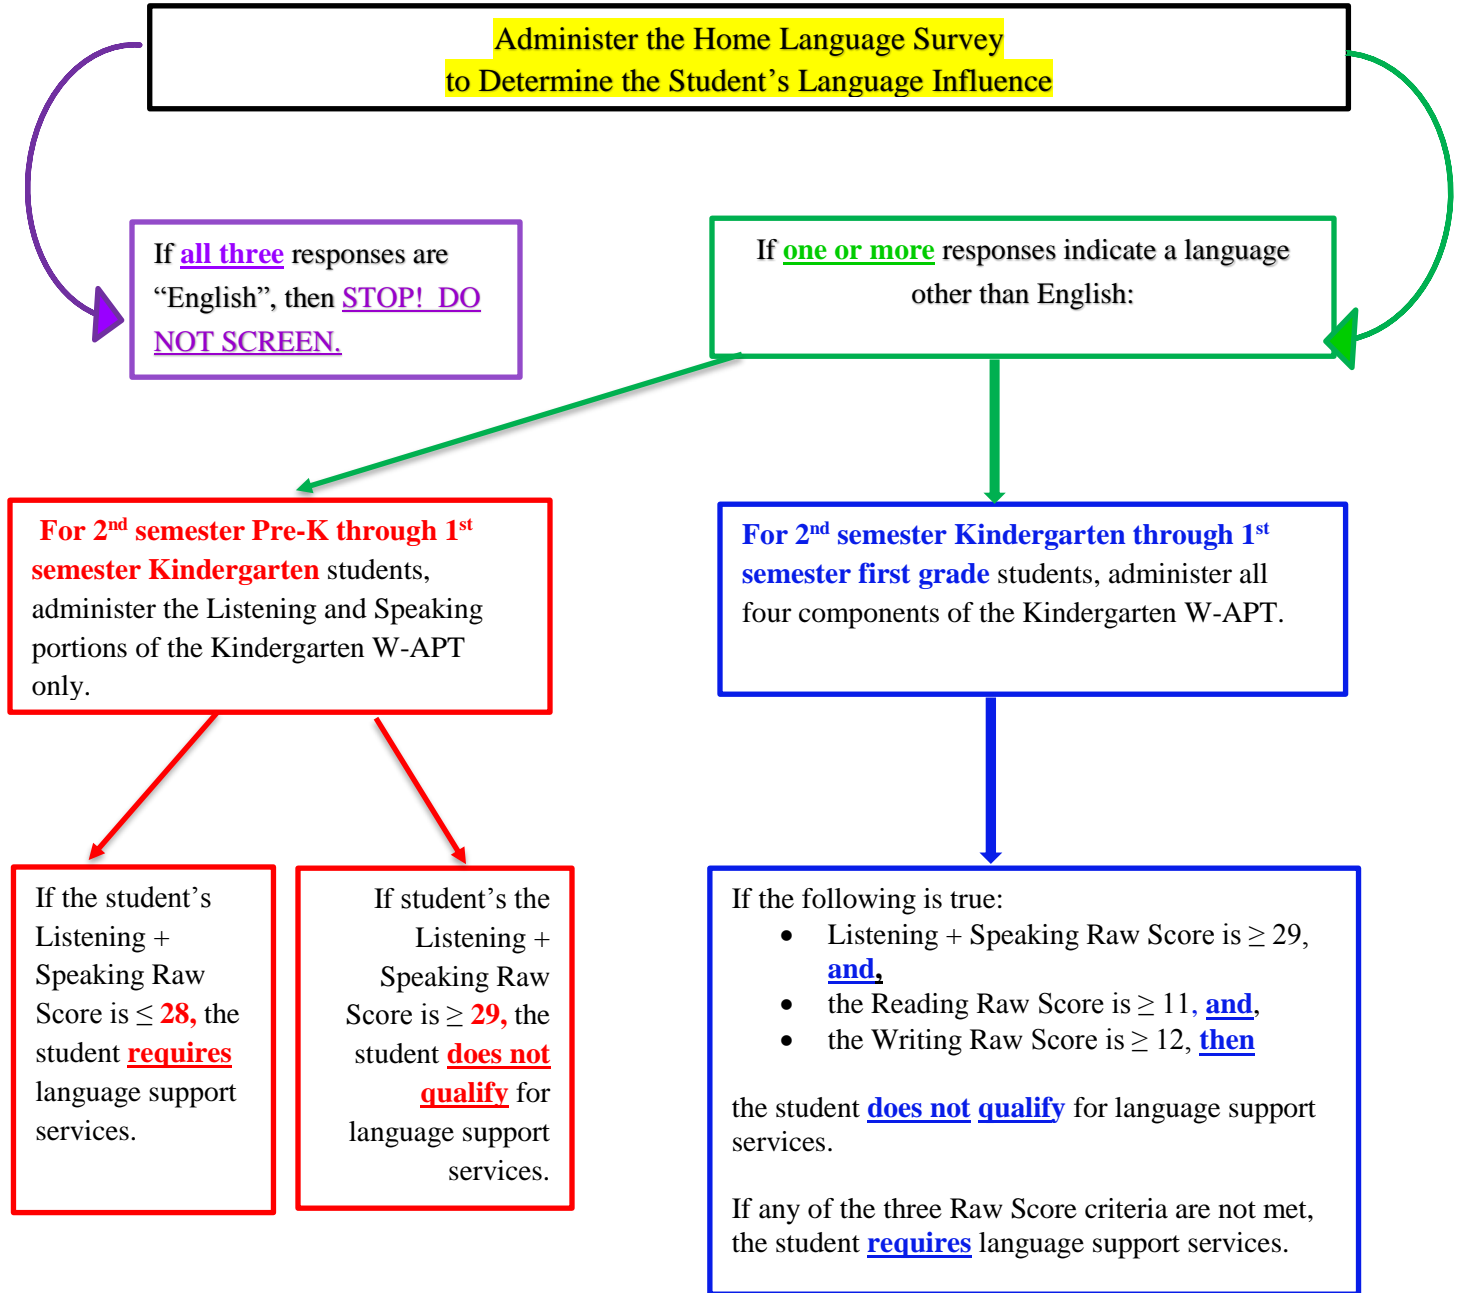 Administer the Home Language Survey
to Determine the Student’s Language Influence
If all three responses are
“English”, then STOP!  DO
NOT SCREEN.
If one or more responses indicate a language
other than English:
For 2nd semester Pre-K through 1st
semester Kindergarten students,
administer the Listening and Speaking
portions of the Kindergarten W-APT
only.
For 2nd semester Kindergarten through 1st
semester first grade students, administer all
four components of the Kindergarten W-APT.
If the student’s
Listening +
Speaking Raw
Score is ≤ 28, the
student requires
language support
services.
If student’s the
Listening +
Speaking Raw
Score is ≥ 29, the
student does not
qualify for
language support
services.
If the following is true:
• Listening + Speaking Raw Score is ≥ 29,
and,
• the Reading Raw Score is ≥ 11, and,
• the Writing Raw Score is ≥ 12, then
the student does not qualify for language support
services.
If any of the three Raw Score criteria are not met,
the student requires language support services.